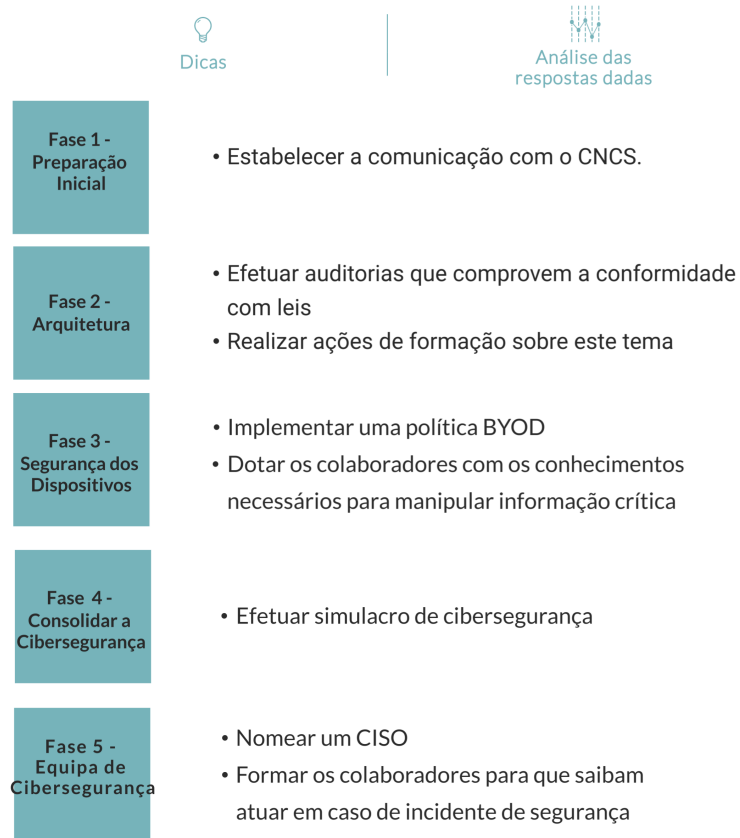 Dicas
Análise das
respostas dadas
Fase 1 -
Preparação
Inicial
• Estabelecer a comunicação com o CNCS.
Fase 2 -
Arquitetura
• Efetuar auditorias que comprovem a conformidade
com leis
• Realizar ações de formação sobre este tema
Fase 3 -
Segurança dos
Dispositivos
• Implementar uma política BYOD
• Dotar os colaboradores com os conhecimentos
necessários para manipular informação crítica
Fase 4 -
Consolidar a
Cibersegurança
• Efetuar simulacro de cibersegurança
Fase 5 -
Equipa de
Cibersegurança
• Nomear um CISO
• Formar os colaboradores para que saibam
atuar em caso de incidente de segurança